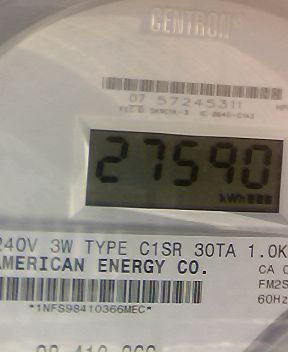 CENTRON®
07 57245311
27590
kWh
240V 3W TYPE C1SR 30TA 1.0K
AMERICAN ENERGY CO.
CA
FM2S
60Hz
*1NFS98410366MEC*